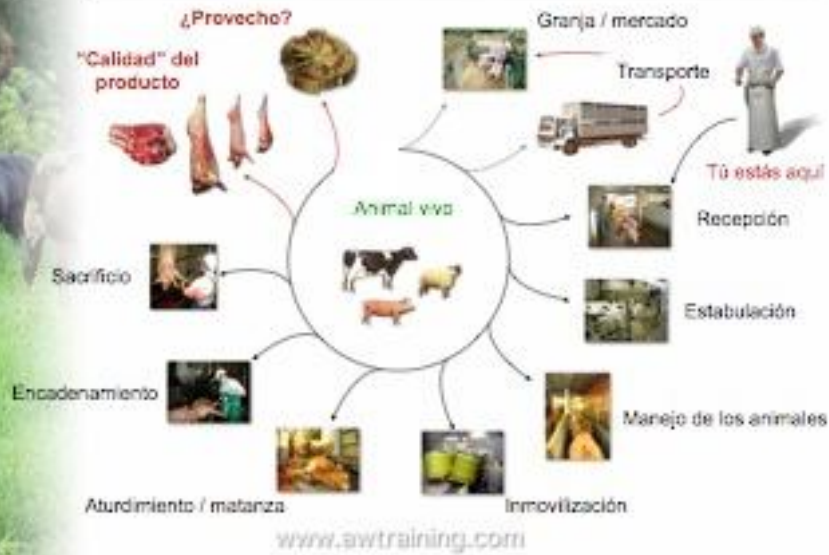 ¿Provecho?
Granja / mercado
"Calidad" del
producto
Transporte
Tú estás aquí
Animal vivo
Recepción
Sacrificio
Estabulación
Encadenamiento
Manejo de los animales
Aturdimiento / matanza
Inmovilización
www.awtraining.com